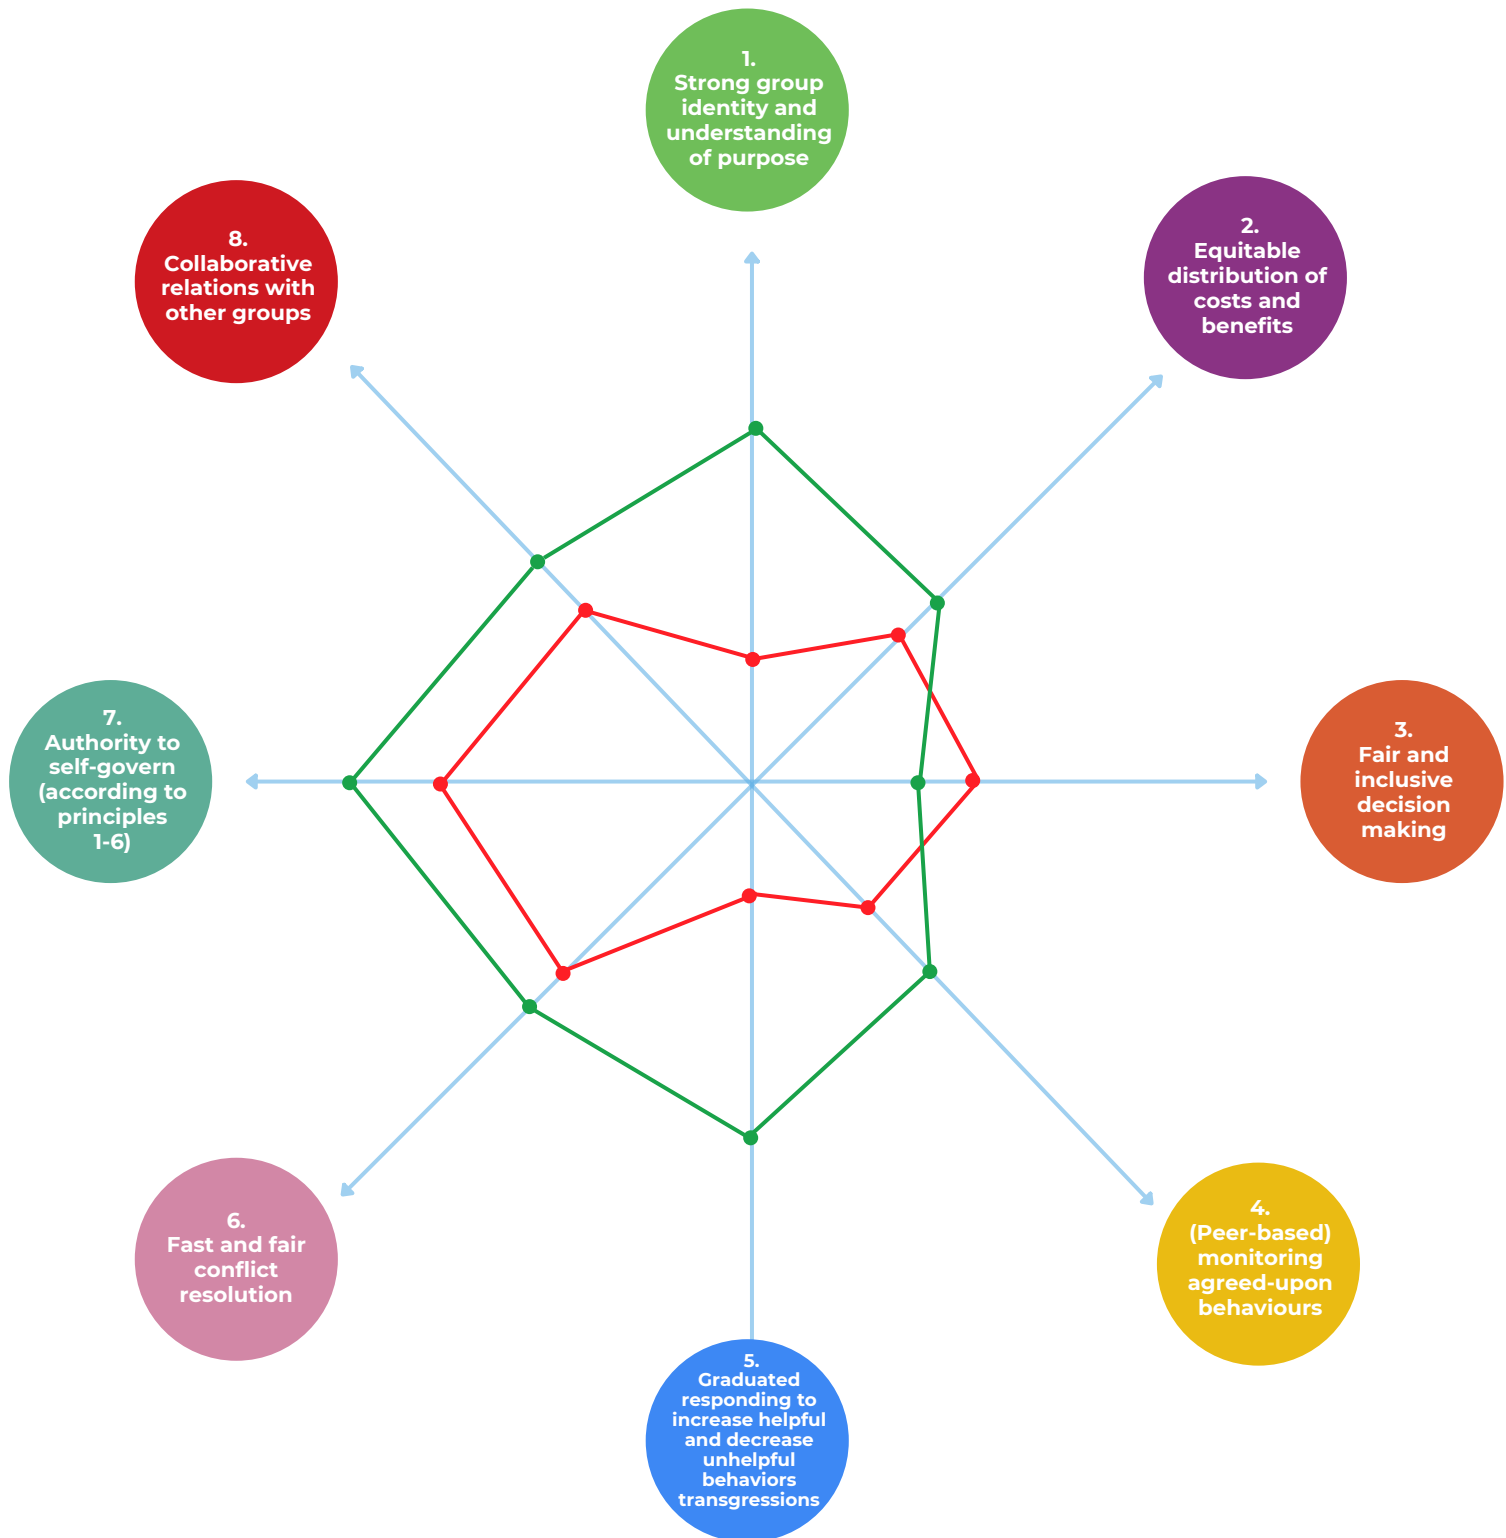 1.
Strong group
identity and
understanding
of purpose
2.
Equitable
distribution of
costs and
benefits
3.
Fair and
inclusive
decision
making
4.
(Peer-based)
monitoring
agreed-upon
behaviours
5.
Graduated
responding to
increase helpful
and decrease
unhelpful
behaviors
transgressions
6.
Fast and fair
conflict
resolution
7.
Authority to
self-govern
(according to
principles
1-6)
8.
Collaborative
relations with
other groups